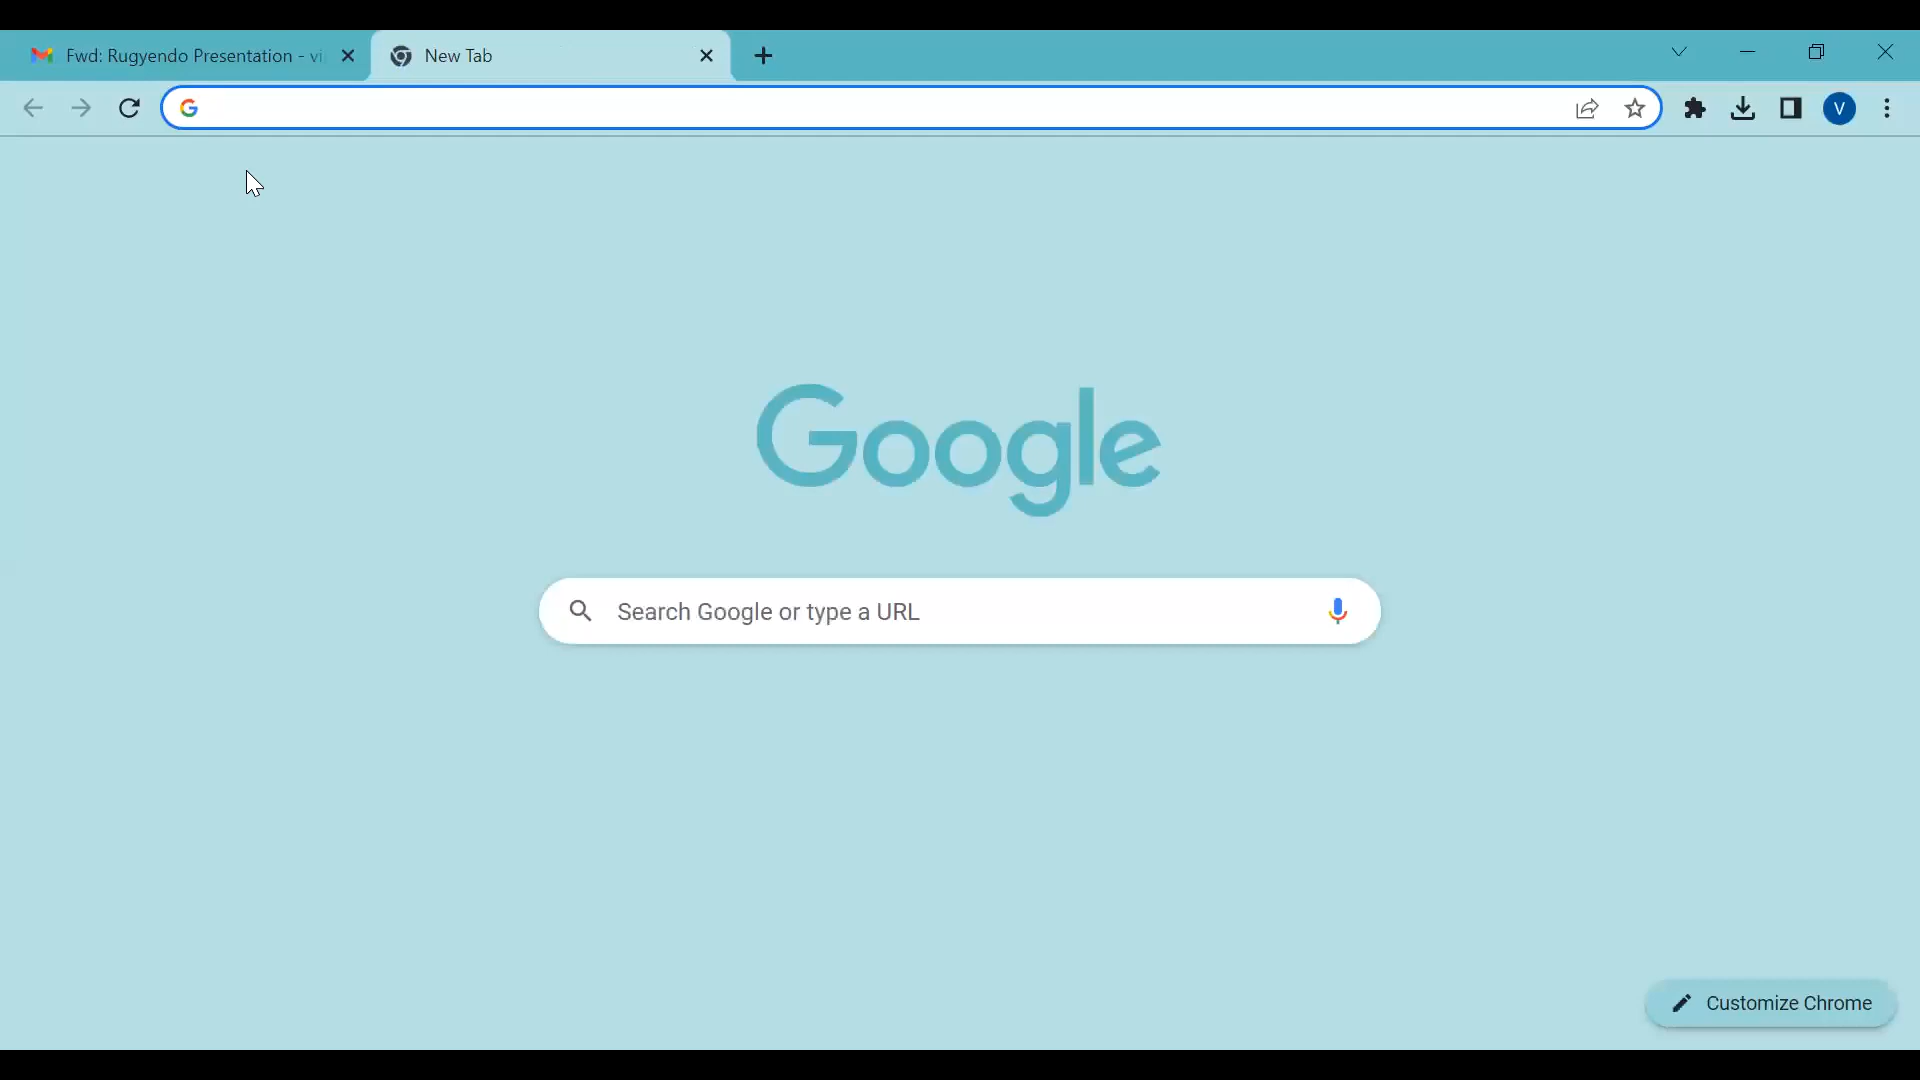 Fwd: Rugyendo Presentation - vi
New Tab
V
Google
Search Google or type a URL
Customize Chrome